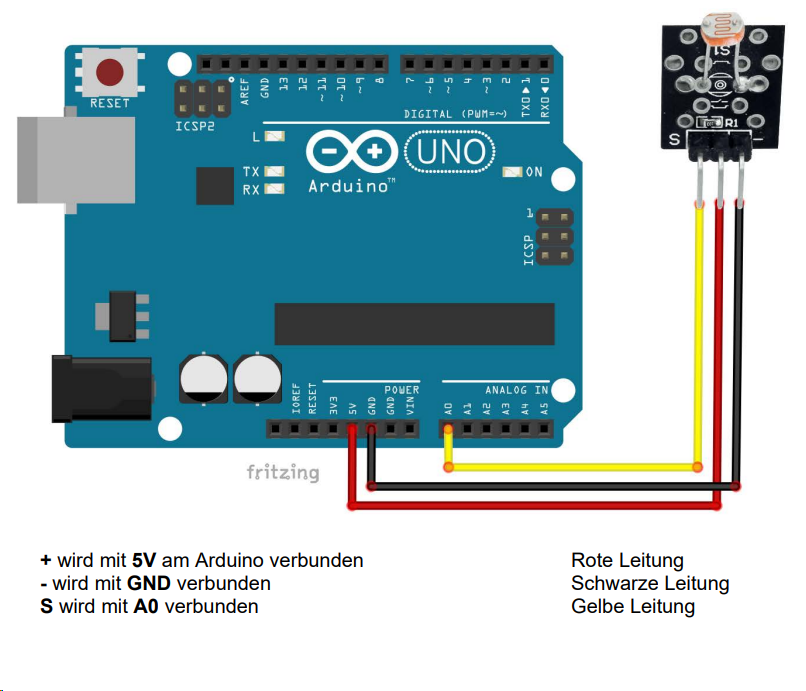 RESET
ICSP2
AREF
GND
13
12
~11
~10
~9
8
7
~6
~5
4
~3
2
TX0 ▶ 1
RX0 ◀ 0
DIGITAL (PWM=~)
L
TX
RX
UNO
Arduino™
ON
1
ICSP
S
R1
-
POWER
ANALOG IN
IOREF
RESET
3V3
5V
GND
GND
VIN
A0
A1
A2
A3
A4
A5
fritzing
+ wird mit 5V am Arduino verbunden
Rote Leitung
- wird mit GND verbunden
Schwarze Leitung
S wird mit A0 verbunden
Gelbe Leitung